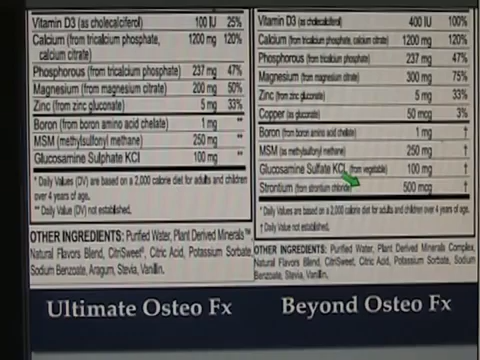 Vitamin D3 (as cholecalciferol) 100 IU 25%
Calcium (from tricalcium phosphate, 1200 mg 120%
calcium citrate)
Phosphorous (from tricalcium phosphate) 237 mg 47%
Magnesium (from magnesium citrate) 200 mg 50%
Zinc (from zinc gluconate) 5 mg 33%
Boron (from boron amino acid chelate) 1 mg **
MSM (methylsulfonyl methane) 250 mg **
Glucosamine Sulphate KCl 100 mg **
* Daily Values (DV) are based on a 2,000 calorie diet for adults and children
over 4 years of age.
** Daily Value (DV) not established.
OTHER INGREDIENTS: Purified Water, Plant Derived Minerals™
Natural Flavors Blend, CitriSweet®, Citric Acid, Potassium Sorbate,
Sodium Benzoate, Aragum, Stevia, Vanillin.
Ultimate Osteo Fx
Vitamin D3 (as cholecalciferol) 400 IU 100%
Calcium (from tricalcium phosphate, calcium citrate) 1200 mg 120%
Phosphorous (from tricalcium phosphate) 237 mg 47%
Magnesium (from magnesium citrate) 300 mg 75%
Zinc (from zinc gluconate) 5 mg 33%
Copper (as gluconate) 50 mcg 3%
Boron (from boron amino acid chelate) 1 mg †
MSM (as methylsulfonyl methane) 250 mg †
Glucosamine Sulfate KCL (from vegetable) 100 mg †
Strontium (from strontium chloride) 500 mcg †
* Daily Values (DV) are based on a 2,000 calorie diet for adults and children over 4 years of age.
† Daily Value not established.
OTHER INGREDIENTS: Purified Water, Plant Derived Minerals Complex,
Natural Flavors Blend, CitriSweet, Citric Acid, Potassium Sorbate, Sodium
Benzoate, Stevia, Vanillin.
Beyond Osteo Fx